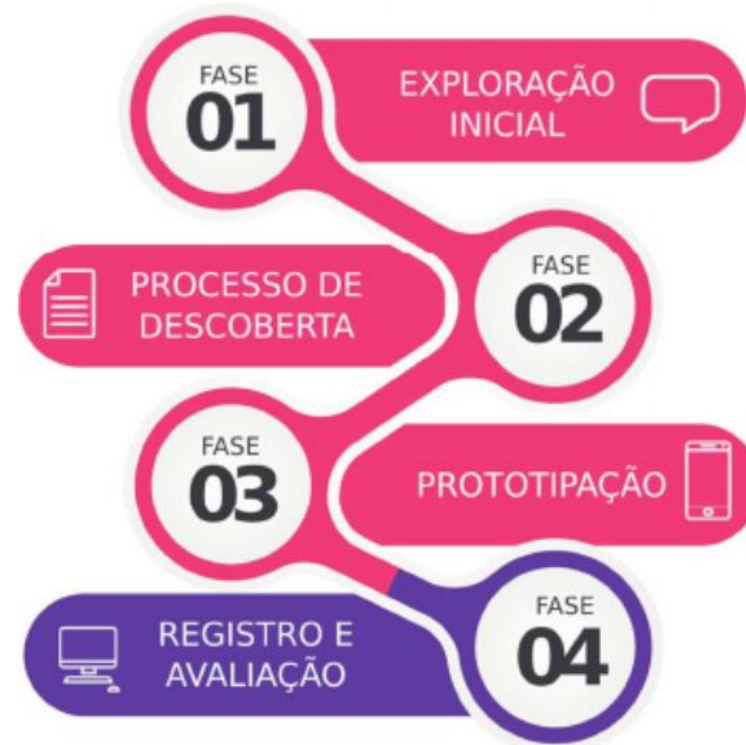 FASE
01
EXPLORAÇÃO
INICIAL
PROCESSO DE
DESCOBERTA
FASE
02
FASE
03
PROTOTIPAÇÃO
REGISTRO E
AVALIAÇÃO
FASE
04